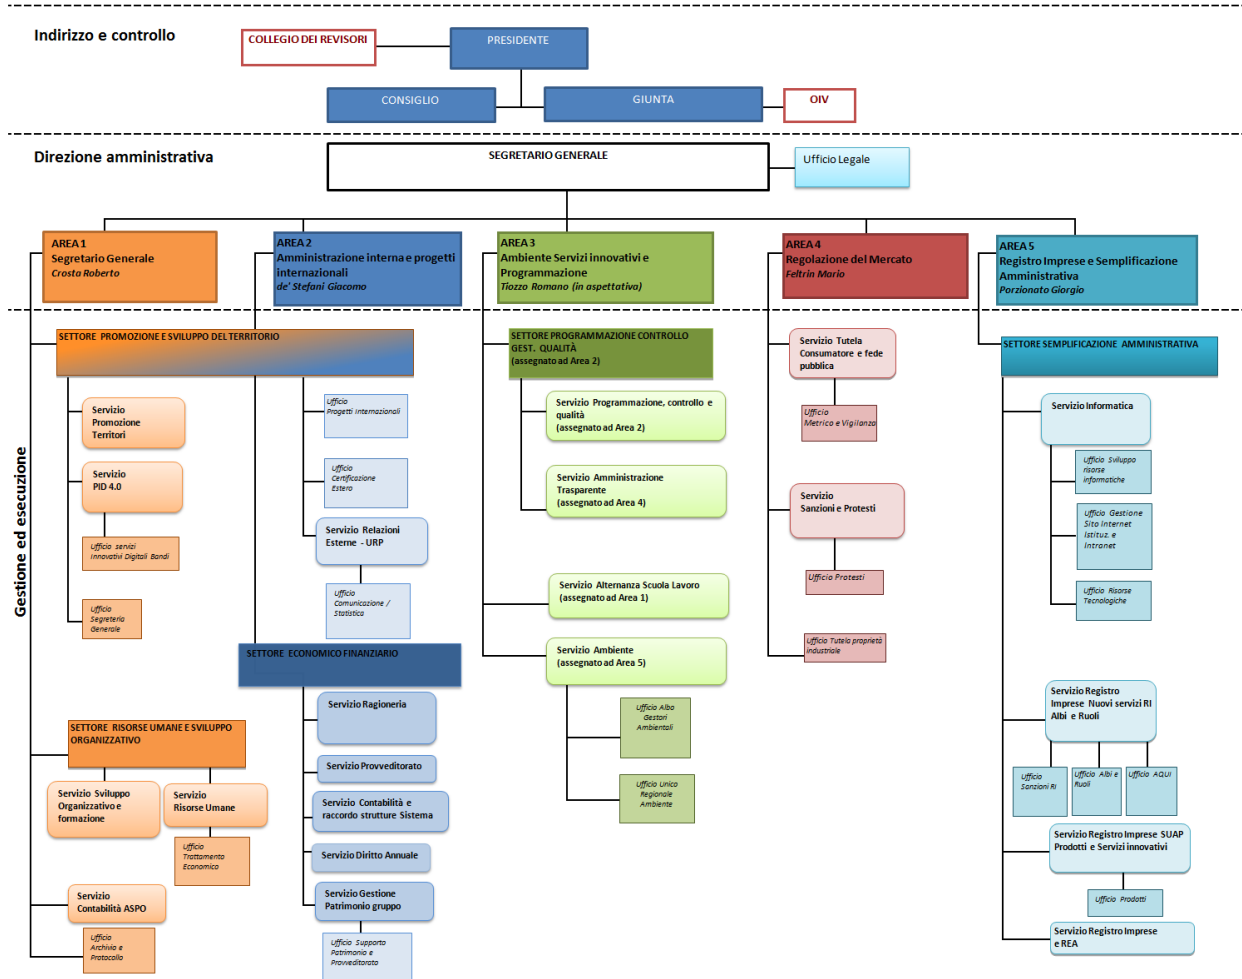 Indirizzo e controllo
COLLEGIO DEI REVISORI
PRESIDENTE
CONSIGLIO
GIUNTA
OIV
Direzione amministrativa
SEGRETARIO GENERALE
Ufficio Legale
AREA 1
Segretario Generale
Crosta Roberto
AREA 2
Amministrazione interna e progetti
internazionali
de' Stefani Giacomo
AREA 3
Ambiente Servizi innovativi e
Programmazione
Tiozzo Romano (in aspettativa)
AREA 4
Regolazione del Mercato
Feltrin Mario
AREA 5
Registro Imprese e Semplificazione
Amministrativa
Porzionato Giorgio
Gestione ed esecuzione
SETTORE PROMOZIONE E SVILUPPO DEL TERRITORIO
Servizio
Promozione
Territori
Servizio
PID 4.0
Ufficio servizi
Innovativi Digitali Bandi
Ufficio
Segreteria
Generale
Ufficio
Progetti Internazionali
Ufficio
Certificazione
Estero
Servizio Relazioni
Esterne - URP
Ufficio
Comunicazione /
Statistica
SETTORE ECONOMICO FINANZIARIO
Servizio Ragioneria
Servizio Provveditorato
Servizio Contabilità e
raccordo strutture Sistema
Servizio Diritto Annuale
Servizio Gestione
Patrimonio gruppo
Ufficio Supporto
Patrimonio e
Provveditorato
SETTORE RISORSE UMANE E SVILUPPO
ORGANIZZATIVO
Servizio Sviluppo
Organizzativo e
formazione
Servizio
Risorse Umane
Ufficio
Trattamento
Economico
Servizio
Contabilità ASPO
Ufficio
Archivio e
Protocollo
SETTORE PROGRAMMAZIONE CONTROLLO
GEST. QUALITÀ
(assegnato ad Area 2)
Servizio Programmazione, controllo e
qualità
(assegnato ad Area 2)
Servizio Amministrazione
Trasparente
(assegnato ad Area 4)
Servizio Alternanza Scuola Lavoro
(assegnato ad Area 1)
Servizio Ambiente
(assegnato ad Area 5)
Ufficio Albo
Gestori
Ambientali
Ufficio Unico
Regionale
Ambiente
Servizio Tutela
Consumatore e fede
pubblica
Ufficio
Metrico e Vigilanza
Servizio
Sanzioni e Protesti
Ufficio Protesti
Ufficio Tutela proprietà
industriale
SETTORE SEMPLIFICAZIONE AMMINISTRATIVA
Servizio Informatica
Ufficio Sviluppo
risorse
informatiche
Ufficio Gestione
Sito Internet
Istituz. e
Intranet
Ufficio Risorse
Tecnologiche
Servizio Registro
Imprese Nuovi servizi RI
Albi e Ruoli
Ufficio
Sanzioni RI
Ufficio Albi e
Ruoli
Ufficio AQUI
Servizio Registro Imprese SUAP
Prodotti e Servizi innovativi
Ufficio Prodotti
Servizio Registro Imprese
e REA